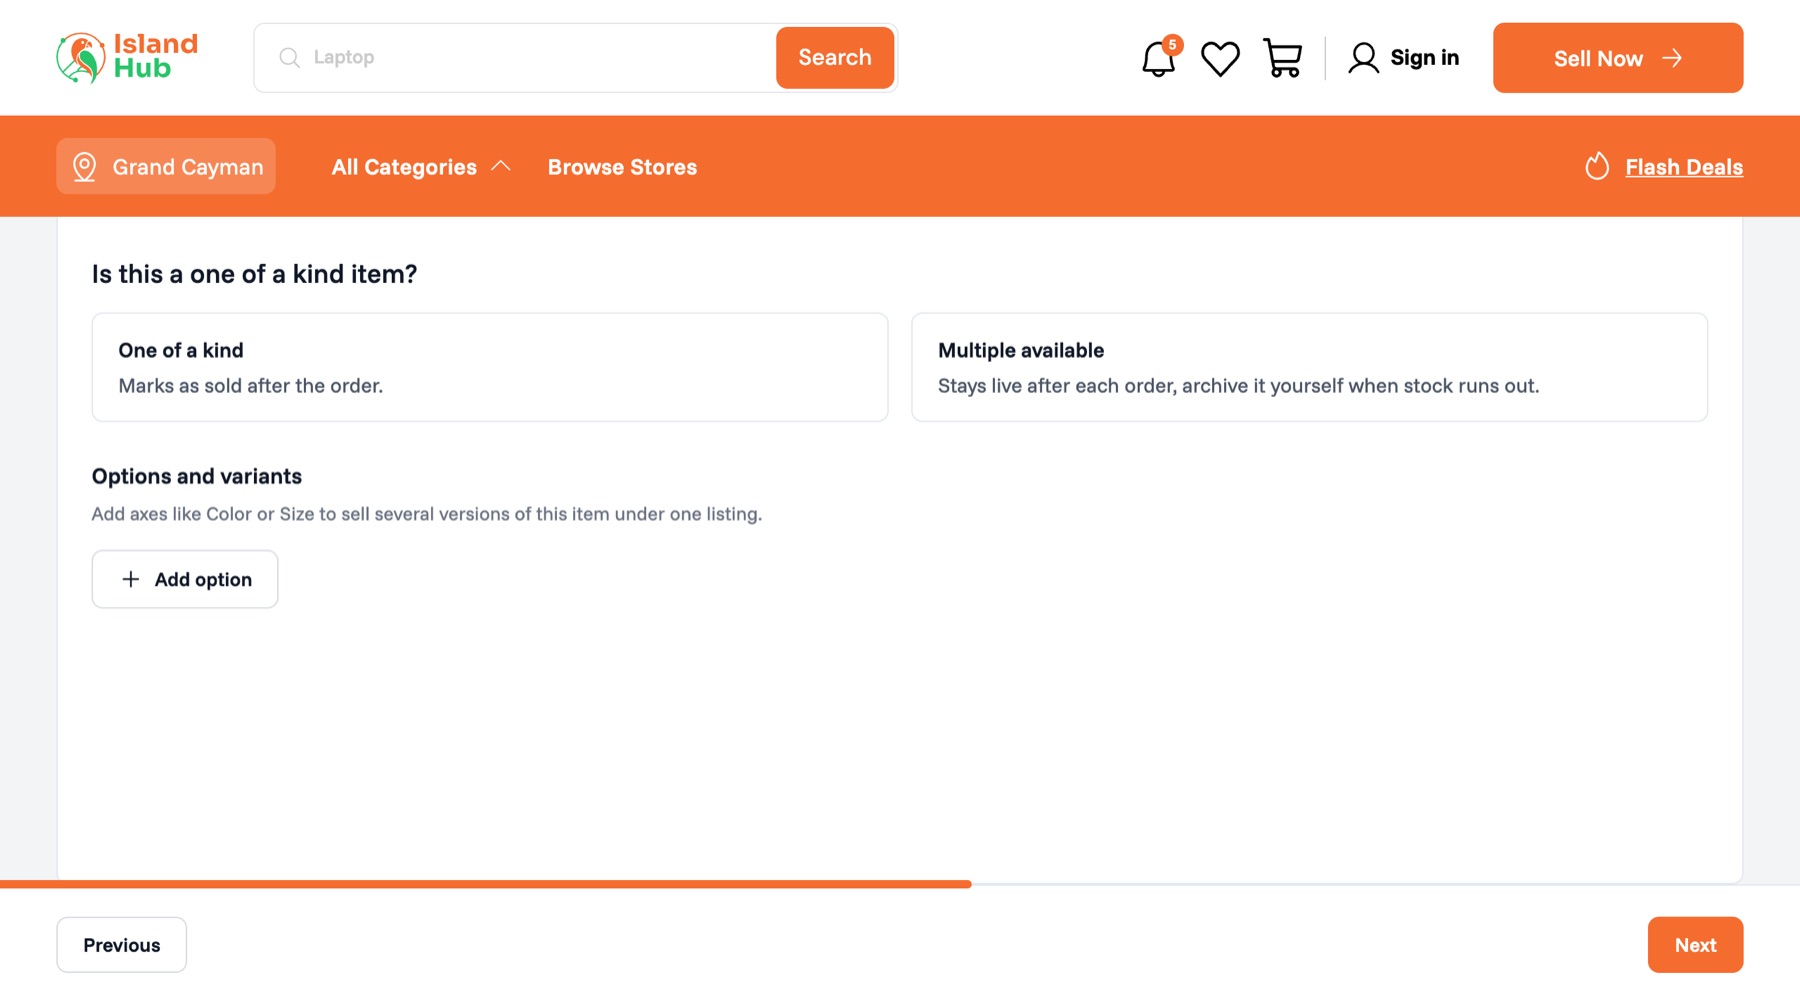 Island
Hub
Laptop
Search
5
Sign in
Sell Now
Grand Cayman
All Categories
Browse Stores
Flash Deals
Is this a one of a kind item?
One of a kind
Marks as sold after the order.
Multiple available
Stays live after each order, archive it yourself when stock runs out.
Options and variants
Add axes like Color or Size to sell several versions of this item under one listing.
Add option
Previous
Next